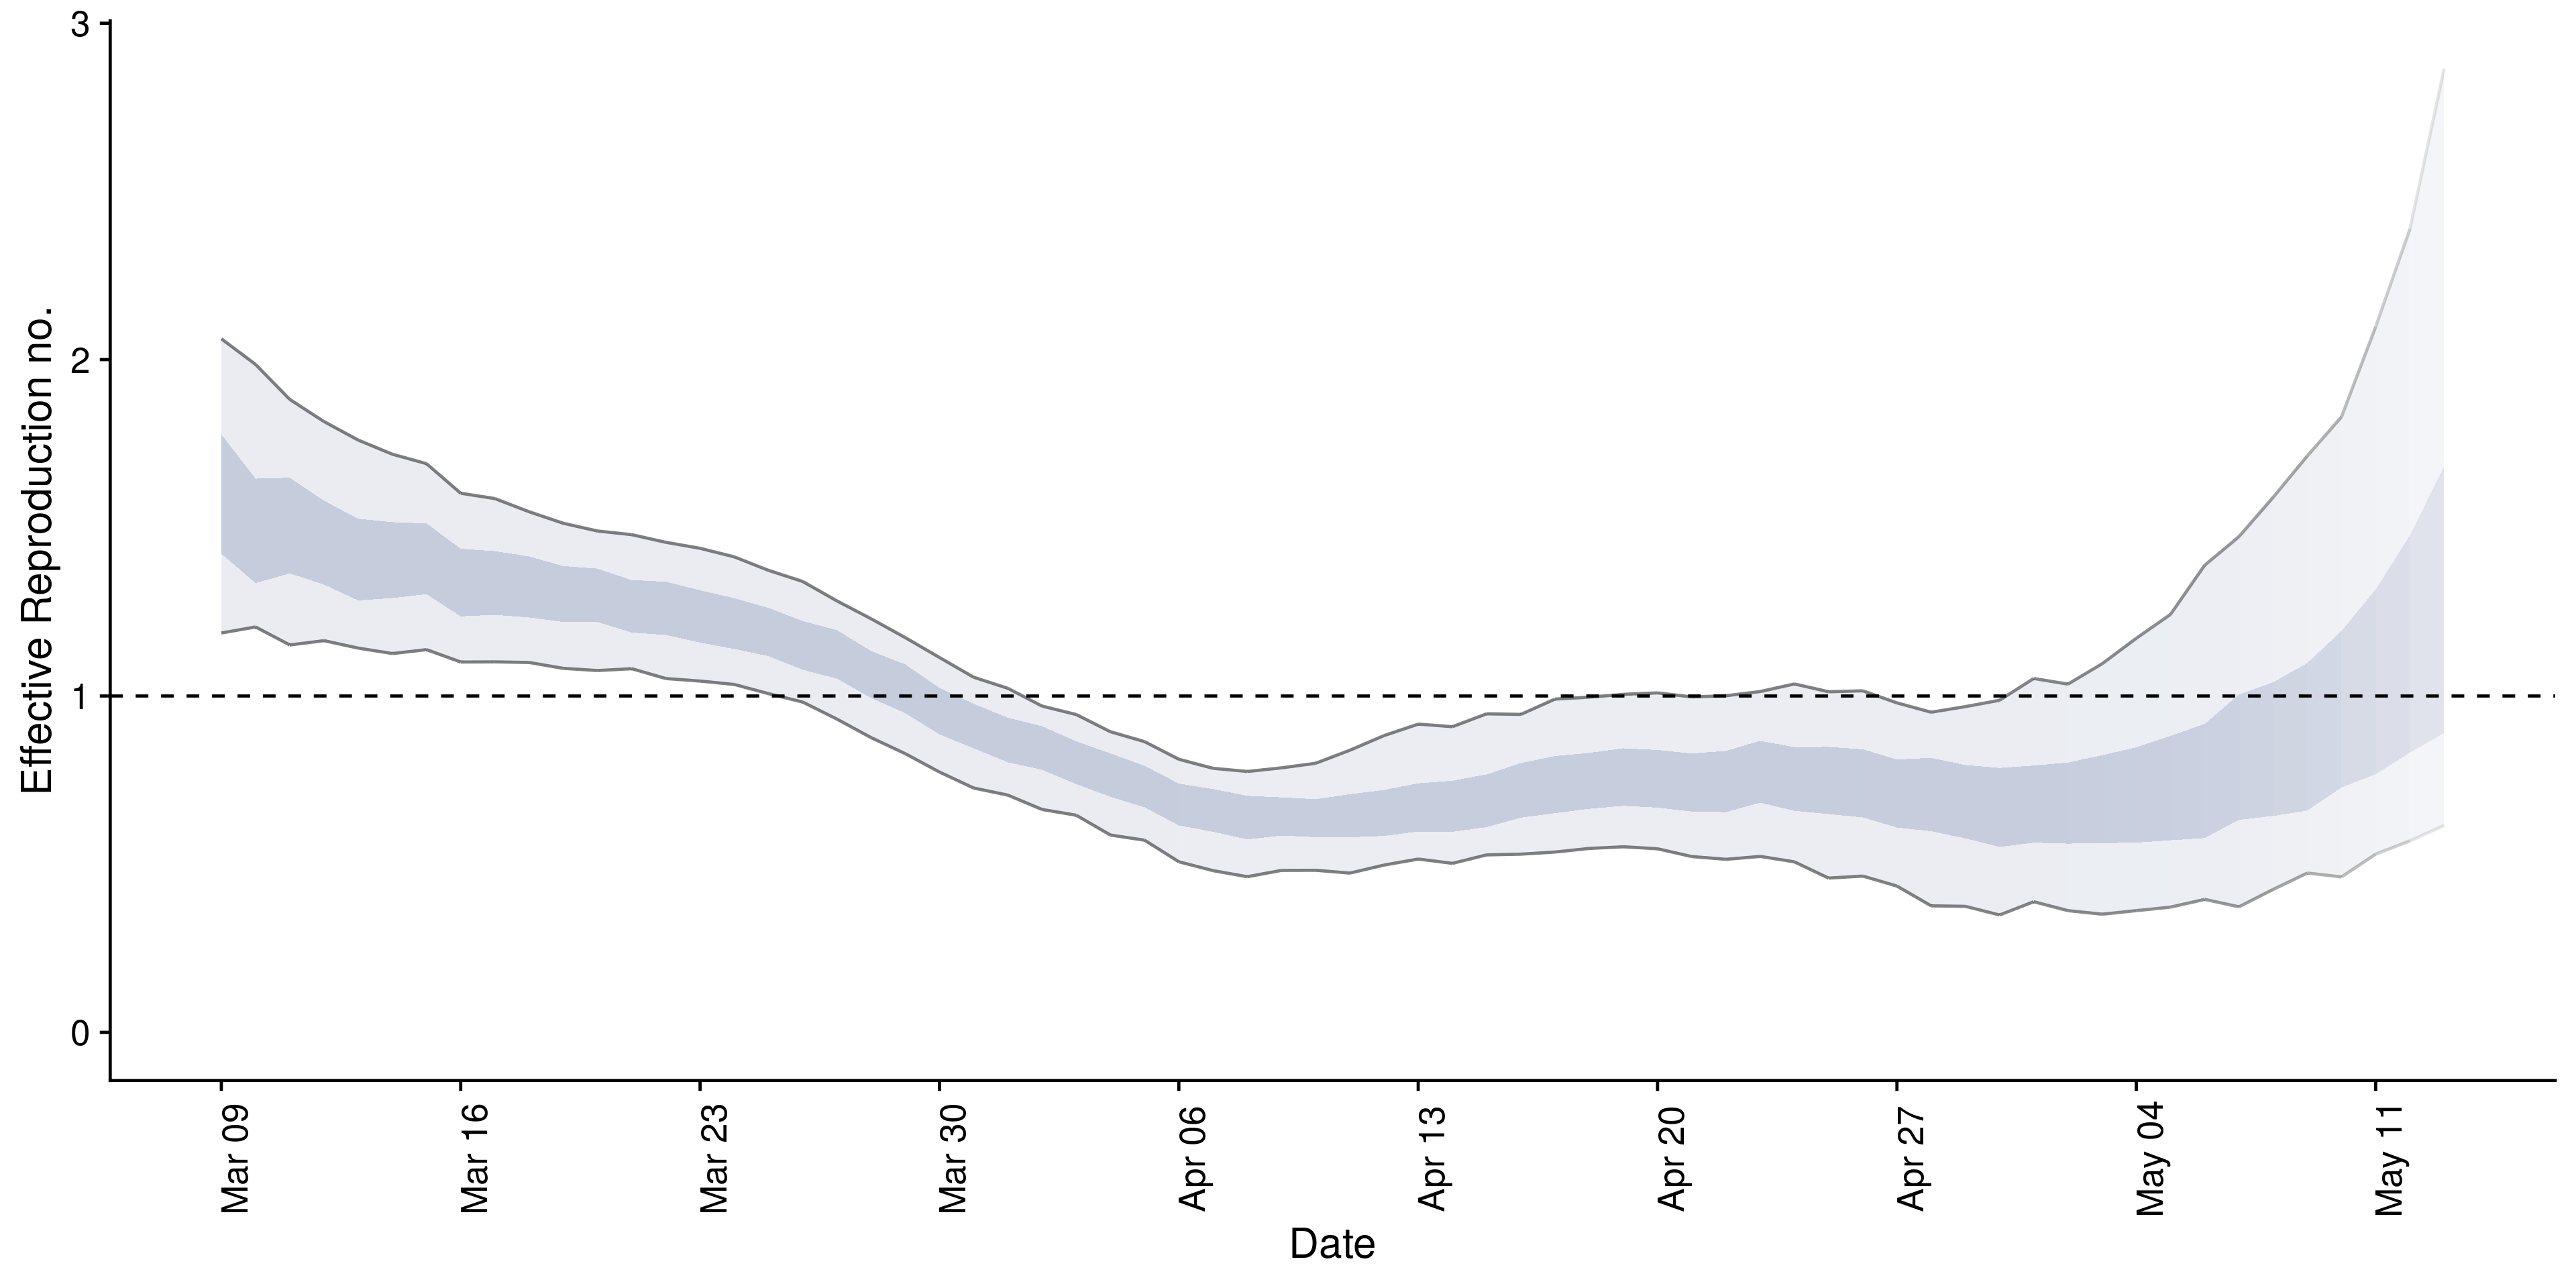 Effective Reproduction no.
3
2
1
0
Mar 09
Mar 16
Mar 23
Mar 30
Apr 06
Apr 13
Apr 20
Apr 27
May 04
May 11
Date